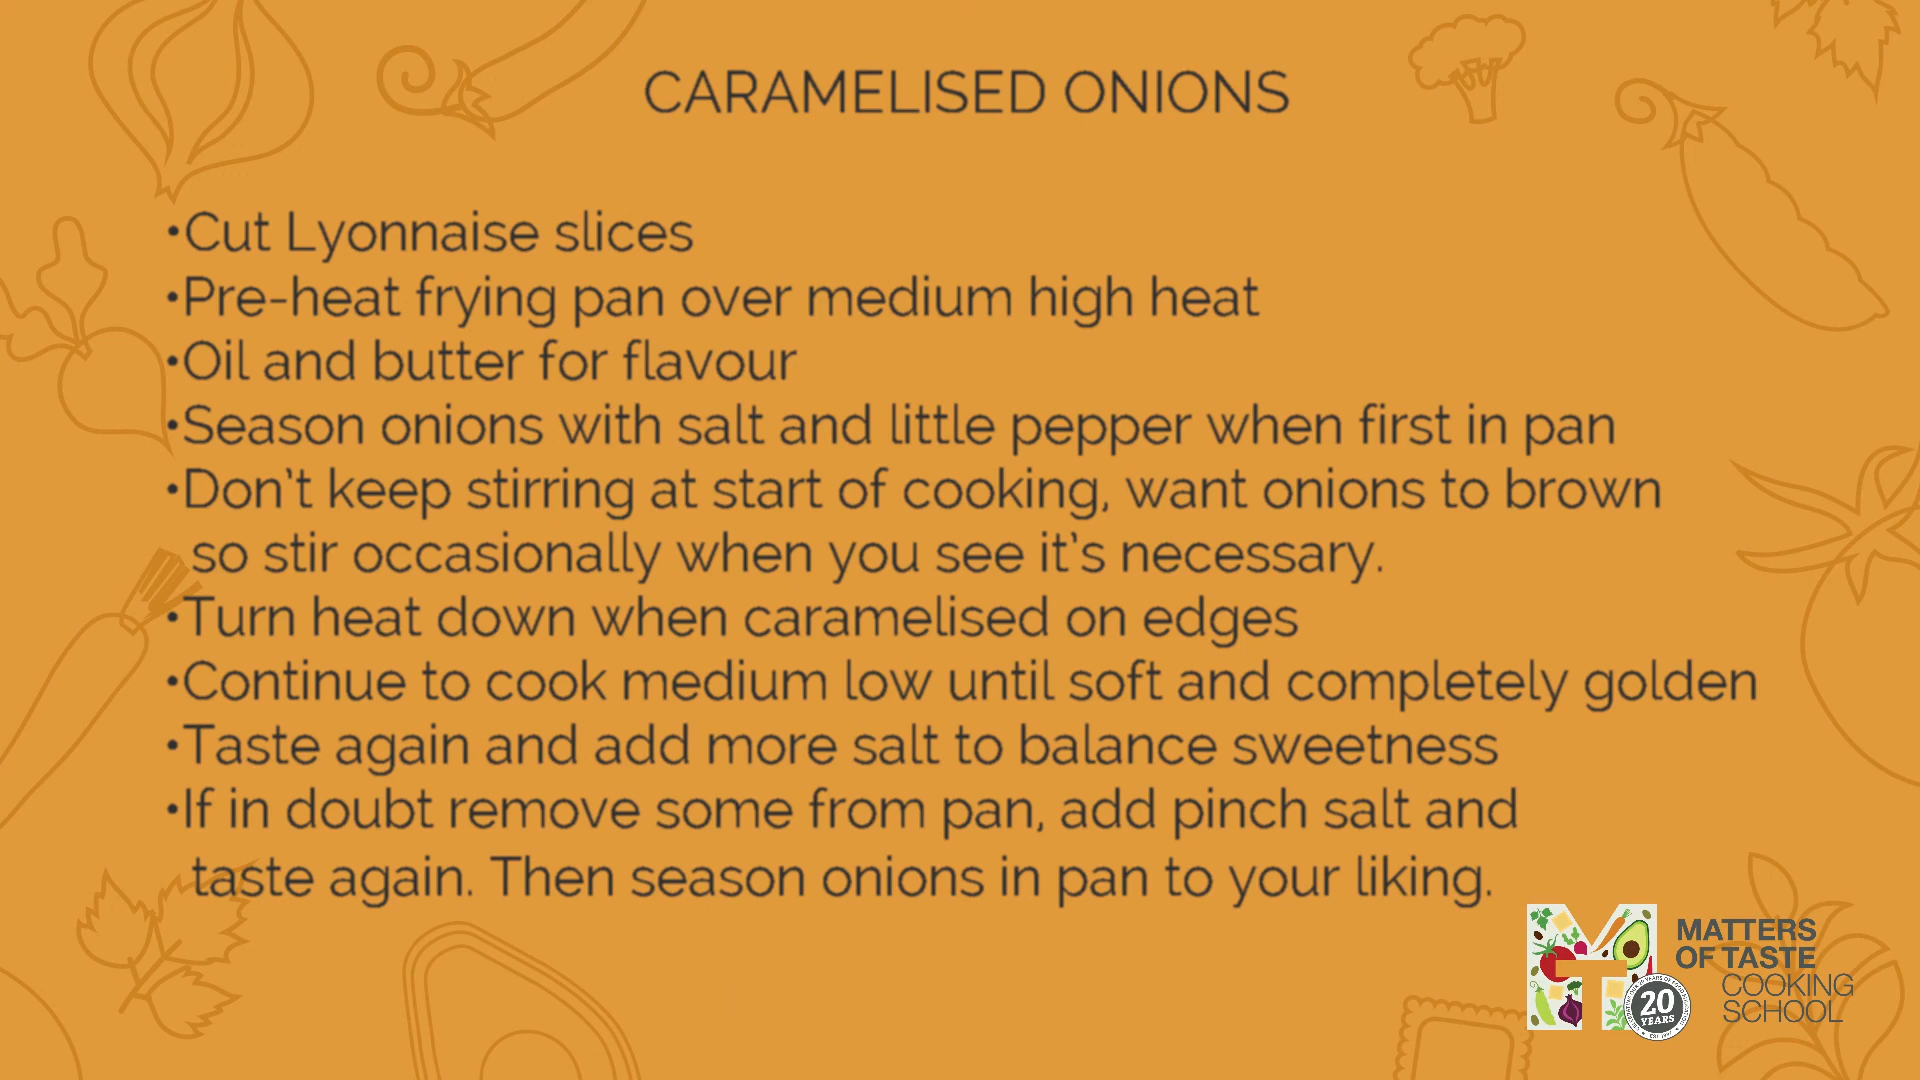 CARAMELISED ONIONS
•Cut Lyonnaise slices
•Pre-heat frying pan over medium high heat
•Oil and butter for flavour
•Season onions with salt and little pepper when first in pan
•Don't keep stirring at start of cooking, want onions to brown
so stir occasionally when you see it's necessary.
•Turn heat down when caramelised on edges
•Continue to cook medium low until soft and completely golden
•Taste again and add more salt to balance sweetness
•If in doubt remove some from pan, add pinch salt and
taste again. Then season onions in pan to your liking.
MATTERS
OF TASTE
COOKING
SCHOOL
20
YEARS